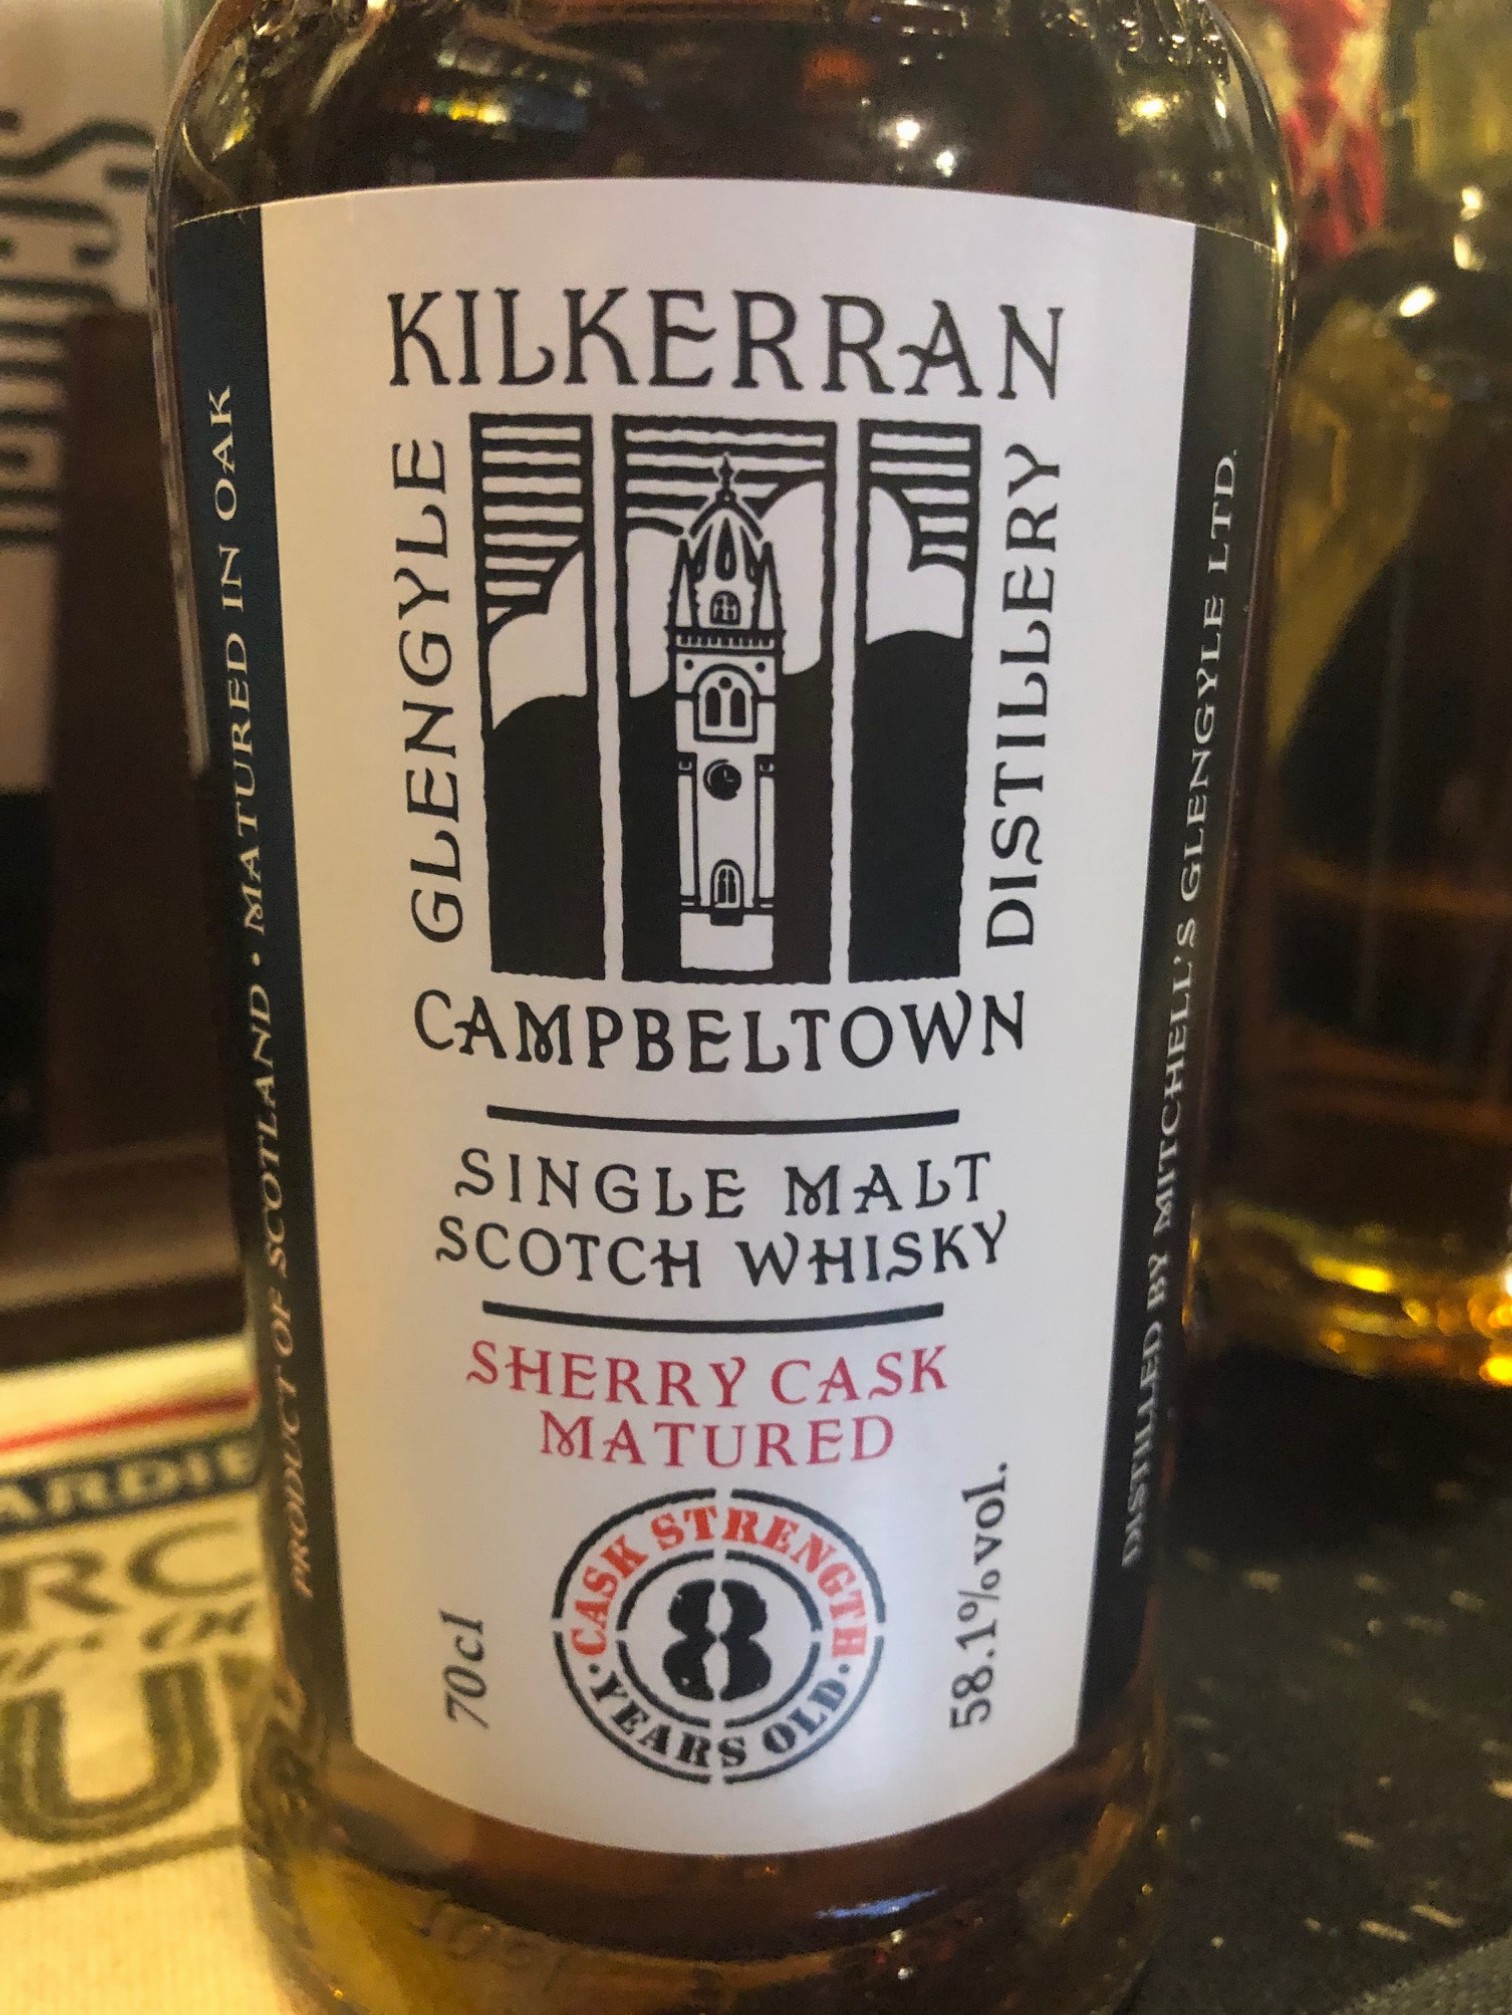 KILKERRAN
GLENGYLE
DISTILLERY
CAMPBELTOWN
SINGLE MALT
SCOTCH WHISKY
SHERRY CASK
MATURED
70cl
CASK STRENGTH
8
·YEARS OLD·
58.1%vol.
PRODUCT OF SCOTLAND · MATURED IN OAK
DISTILLED BY MITCHELL'S GLENGYLE LTD.